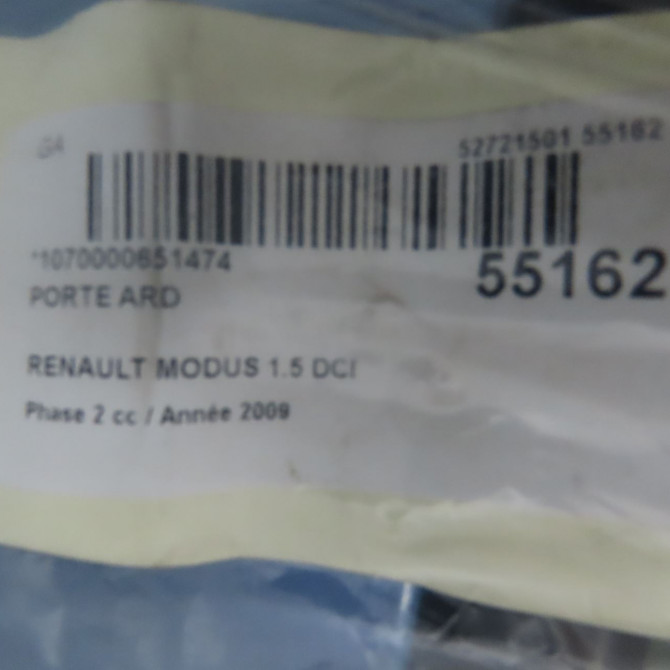 52721501 55162
*1070000651474
55162
PORTE ARD
RENAULT MODUS 1.5 DCI
Phase 2 cc / Année 2009